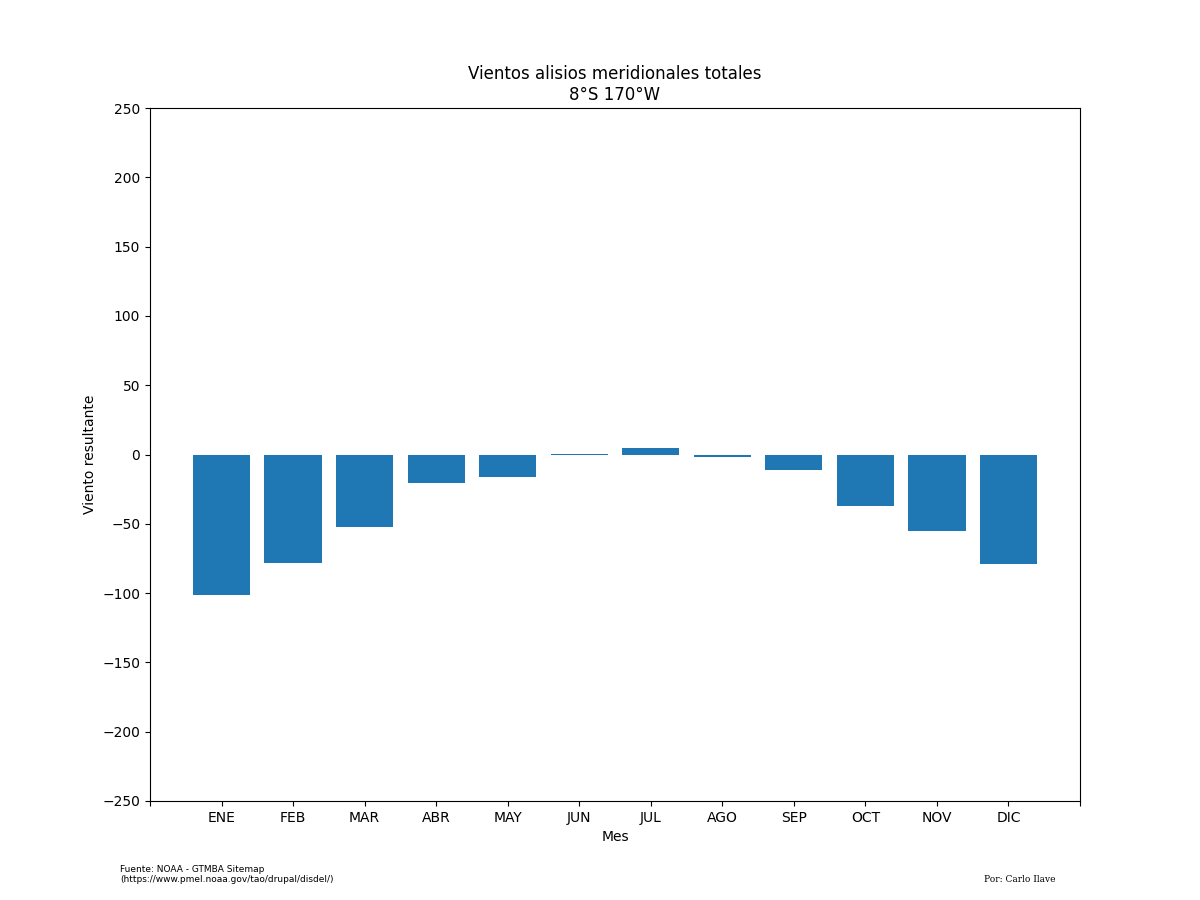 Vientos alisios meridionales totales
8°S 170°W
250
200
150
100
50
0
−50
−100
−150
−200
−250
Viento resultante
ENE FEB MAR ABR MAY JUN JUL AGO SEP OCT NOV DIC
Mes
Fuente: NOAA - GTMBA Sitemap
(https://www.pmel.noaa.gov/tao/drupal/disdel/)
Por: Carlo Ilave